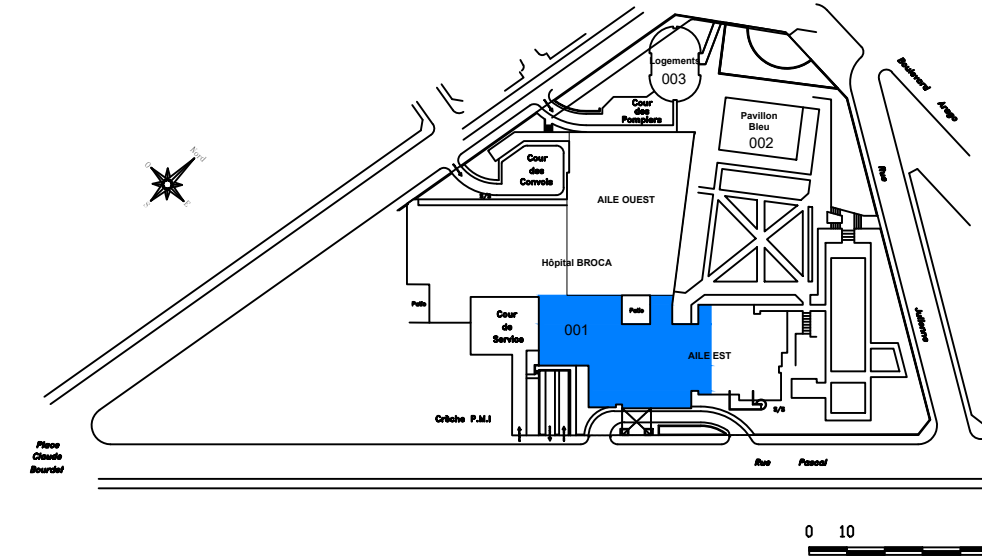 Logements
003
Boulevard Arago
Cour
des
Pompiers
Pavillon
Bleu
002
Nord
O
S
E
Cour
des
Convois
S/S
Rue
Julienne
AILE OUEST
Hôpital BROCA
Patio
Patio
Cour
de
Service
001
AILE EST
S/S
Crèche P.M.I
Place
Claude
Bourdet
Rue Pascal
0 10